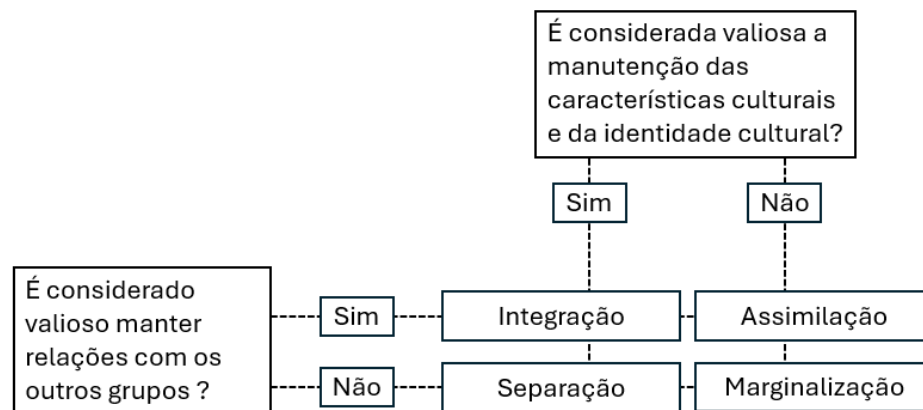 É considerada valiosa a
manutenção das
características culturais
e da identidade cultural?
Sim
Não
É considerado
valioso manter
relações com os
outros grupos ?
Sim
Integração
Assimilação
Não
Separação
Marginalização